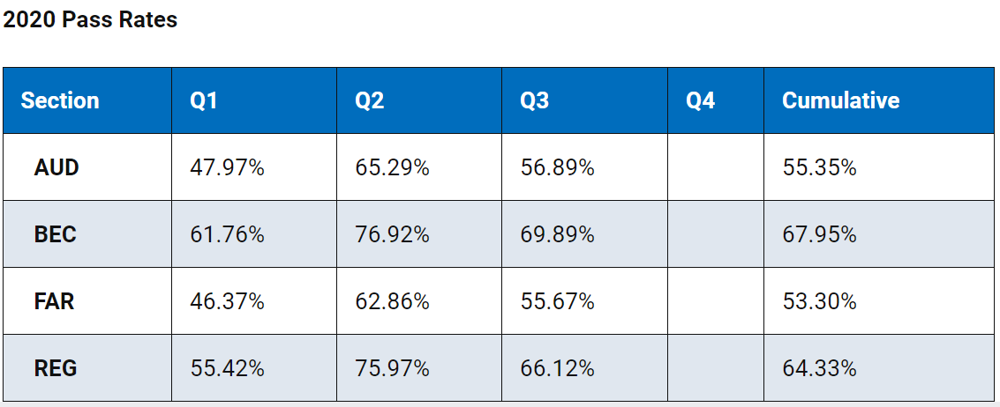 2020 Pass Rates
Section Q1 Q2 Q3 Q4 Cumulative
AUD 47.97% 65.29% 56.89% 55.35%
BEC 61.76% 76.92% 69.89% 67.95%
FAR 46.37% 62.86% 55.67% 53.30%
REG 55.42% 75.97% 66.12% 64.33%